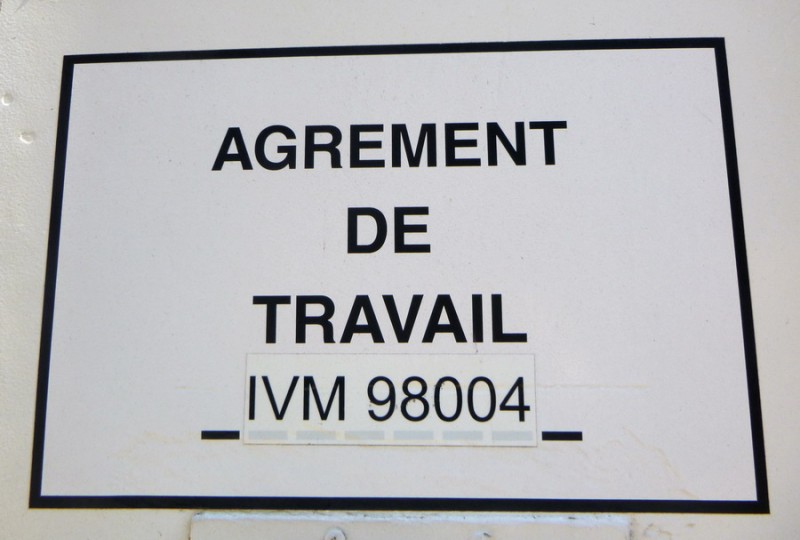 AGREMENT
DE
TRAVAIL
IVM 98004